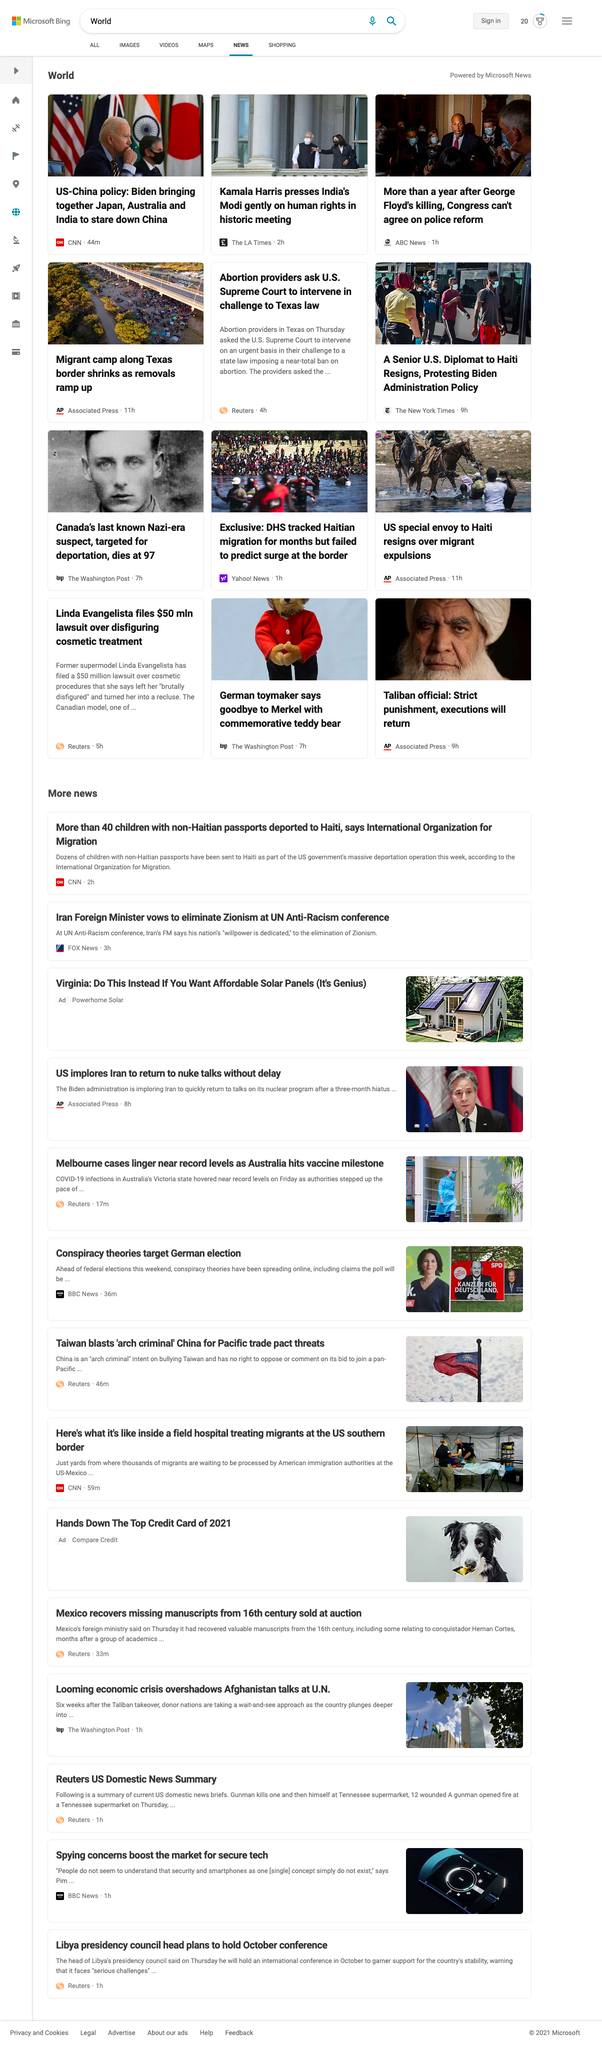 Microsoft Bing
World
Sign in
20
ALL
IMAGES
VIDEOS
MAPS
NEWS
SHOPPING
World
Powered by Microsoft News
US-China policy: Biden bringing
together Japan, Australia and
India to stare down China
CNN · 44m
Kamala Harris presses India's
Modi gently on human rights in
historic meeting
The LA Times · 2h
More than a year after George
Floyd's killing, Congress can't
agree on police reform
ABC News · 1h
Migrant camp along Texas
border shrinks as removals
ramp up
AP Associated Press · 11h
Abortion providers ask U.S.
Supreme Court to intervene in
challenge to Texas law
Abortion providers in Texas on Thursday
asked the U.S. Supreme Court to intervene
on an urgent basis in their challenge to a
state law imposing a near-total ban on
abortion. The providers asked the ...
Reuters · 4h
A Senior U.S. Diplomat to Haiti
Resigns, Protesting Biden
Administration Policy
The New York Times · 9h
Canada's last known Nazi-era
suspect, targeted for
deportation, dies at 97
wp The Washington Post · 7h
Exclusive: DHS tracked Haitian
migration for months but failed
to predict surge at the border
Yahoo! News · 1h
US special envoy to Haiti
resigns over migrant
expulsions
AP Associated Press · 11h
Linda Evangelista files $50 mln
lawsuit over disfiguring
cosmetic treatment
Former supermodel Linda Evangelista has
filed a $50 million lawsuit over cosmetic
procedures that she says left her "brutally
disfigured" and turned her into a recluse. The
Canadian model, one of ...
Reuters · 5h
German toymaker says
goodbye to Merkel with
commemorative teddy bear
wp The Washington Post · 7h
Taliban official: Strict
punishment, executions will
return
AP Associated Press · 9h
More news
More than 40 children with non-Haitian passports deported to Haiti, says International Organization for
Migration
Dozens of children with non-Haitian passports have been sent to Haiti as part of the US government's massive deportation operation this week, according to the
International Organization for Migration.
CNN · 2h
Iran Foreign Minister vows to eliminate Zionism at UN Anti-Racism conference
At UN Anti-Racism conference, Iran's FM says his nation's "willpower is dedicated," to the elimination of Zionism.
FOX News · 3h
Virginia: Do This Instead If You Want Affordable Solar Panels (It's Genius)
Ad Powerhome Solar
US implores Iran to return to nuke talks without delay
The Biden administration is imploring Iran to quickly return to talks on its nuclear program after a three-month hiatus ...
AP Associated Press · 8h
Melbourne cases linger near record levels as Australia hits vaccine milestone
COVID-19 infections in Australia's Victoria state hovered near record levels on Friday as authorities stepped up the
pace of ...
Reuters · 17m
Conspiracy theories target German election
Ahead of federal elections this weekend, conspiracy theories have been spreading online, including claims the poll will
be ...
BBC News · 36m
SPD
KANZLER FÜR
DEUTSCHLAND.
Taiwan blasts 'arch criminal' China for Pacific trade pact threats
China is an "arch criminal" intent on bullying Taiwan and has no right to oppose or comment on its bid to join a pan-
Pacific ...
Reuters · 46m
Here's what it's like inside a field hospital treating migrants at the US southern
border
Just yards from where thousands of migrants are waiting to be processed by American immigration authorities at the
US-Mexico ...
CNN · 59m
Hands Down The Top Credit Card of 2021
Ad Compare Credit
Mexico recovers missing manuscripts from 16th century sold at auction
Mexico's foreign ministry said on Thursday it had recovered valuable manuscripts from the 16th century, including some relating to conquistador Hernan Cortes,
months after a group of academics ...
Reuters · 33m
Looming economic crisis overshadows Afghanistan talks at U.N.
Six weeks after the Taliban takeover, donor nations are taking a wait-and-see approach as the country plunges deeper
into ...
wp The Washington Post · 1h
Reuters US Domestic News Summary
Following is a summary of current US domestic news briefs. Gunman kills one and then himself at Tennessee supermarket, 12 wounded A gunman opened fire at
a Tennessee supermarket on Thursday, ...
Reuters · 1h
Spying concerns boost the market for secure tech
"People do not seem to understand that security and smartphones as one [single] concept simply do not exist," says
Pim ...
BBC News · 1h
Libya presidency council head plans to hold October conference
The head of Libya's presidency council said on Thursday he will hold an international conference in October to garner support for the country's stability, warning
that it faces "serious challenges" ...
Reuters · 1h
Privacy and Cookies
Legal
Advertise
About our ads
Help
Feedback
© 2021 Microsoft